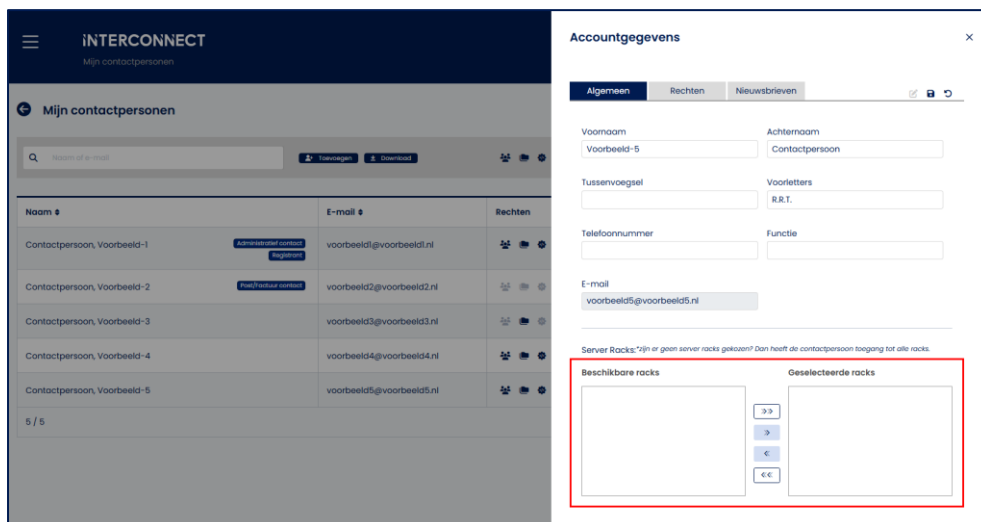 INTERCONNECT
Mijn contactpersonen
Mijn contactpersonen
Naam of e-mail
Toevoegen
Download
Naam
E-mail
Rechten
Contactpersoon, Voorbeeld-1
Administratief contact
Registrant
voorbeeld1@voorbeeld1.nl
Contactpersoon, Voorbeeld-2
Post/Factuur contact
voorbeeld2@voorbeeld2.nl
Contactpersoon, Voorbeeld-3
voorbeeld3@voorbeeld3.nl
Contactpersoon, Voorbeeld-4
voorbeeld4@voorbeeld4.nl
Contactpersoon, Voorbeeld-5
voorbeeld5@voorbeeld5.nl
5 / 5
Accountgegevens
Algemeen
Rechten
Nieuwsbrieven
Voornaam
Achternaam
Voorbeeld-5
Contactpersoon
Tussenvoegsel
Voorletters
R.R.T.
Telefoonnummer
Functie
E-mail
voorbeeld5@voorbeeld5.nl
Server Racks:*zijn er geen server racks gekozen? Dan heeft de contactpersoon toegang tot alle racks.
Beschikbare racks
Geselecteerde racks